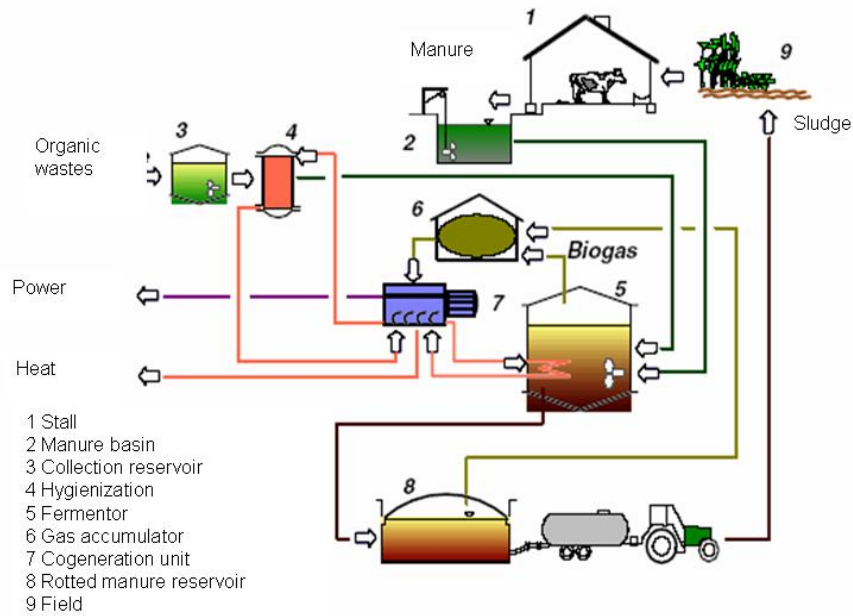 1
Manure
9
2
Sludge
Organic
wastes
3
4
6
Biogas
5
Power
7
Heat
1 Stall
2 Manure basin
3 Collection reservoir
4 Hygienization
5 Fermentor
6 Gas accumulator
7 Cogeneration unit
8 Rotted manure reservoir
9 Field
8